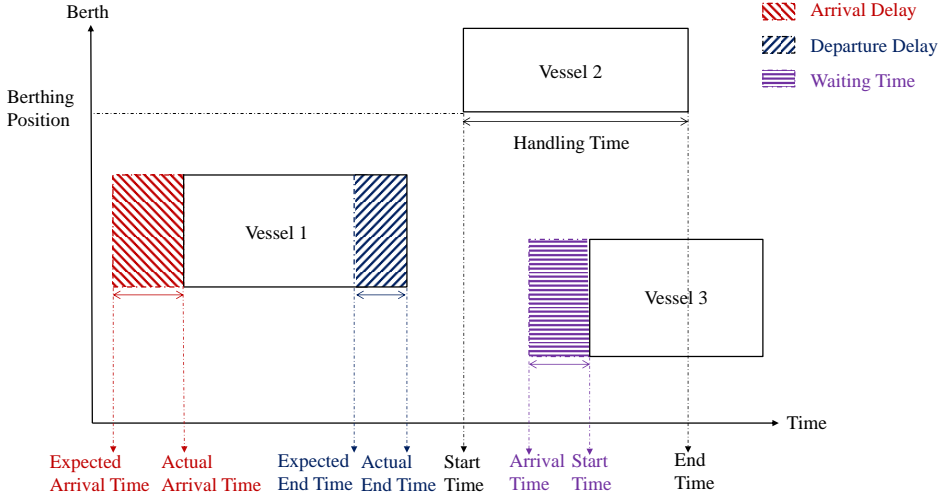 Berth
Arrival Delay
Departure Delay
Waiting Time
Vessel 2
Berthing
Position
Handling Time
Vessel 1
Vessel 3
Time
Expected
Arrival Time
Actual
Arrival Time
Expected
End Time
Actual
End Time
Start
Time
Arrival
Time
Start
Time
End
Time